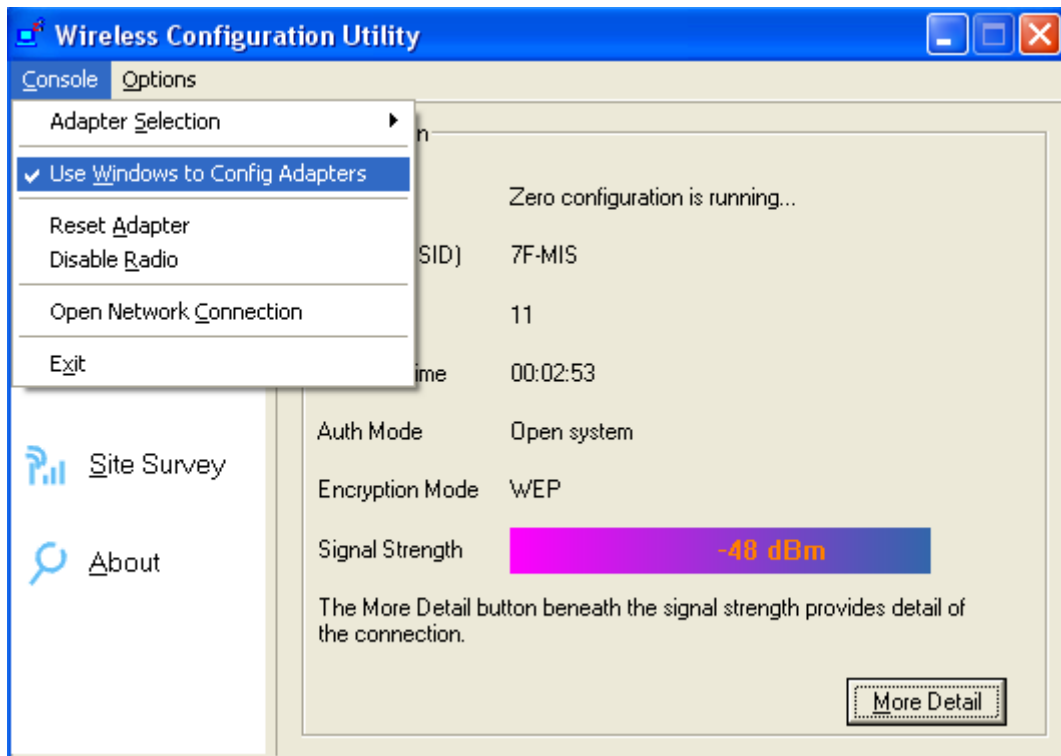 Wireless Configuration Utility
Console Options
Adapter Selection
Use Windows to Config Adapters
Reset Adapter
Disable Radio
Open Network Connection
Exit
Site Survey
About
n
Zero configuration is running...
SID) 7F-MIS
11
ime 00:02:53
Auth Mode Open system
Encryption Mode WEP
Signal Strength -48 dBm
The More Detail button beneath the signal strength provides detail of
the connection.
More Detail